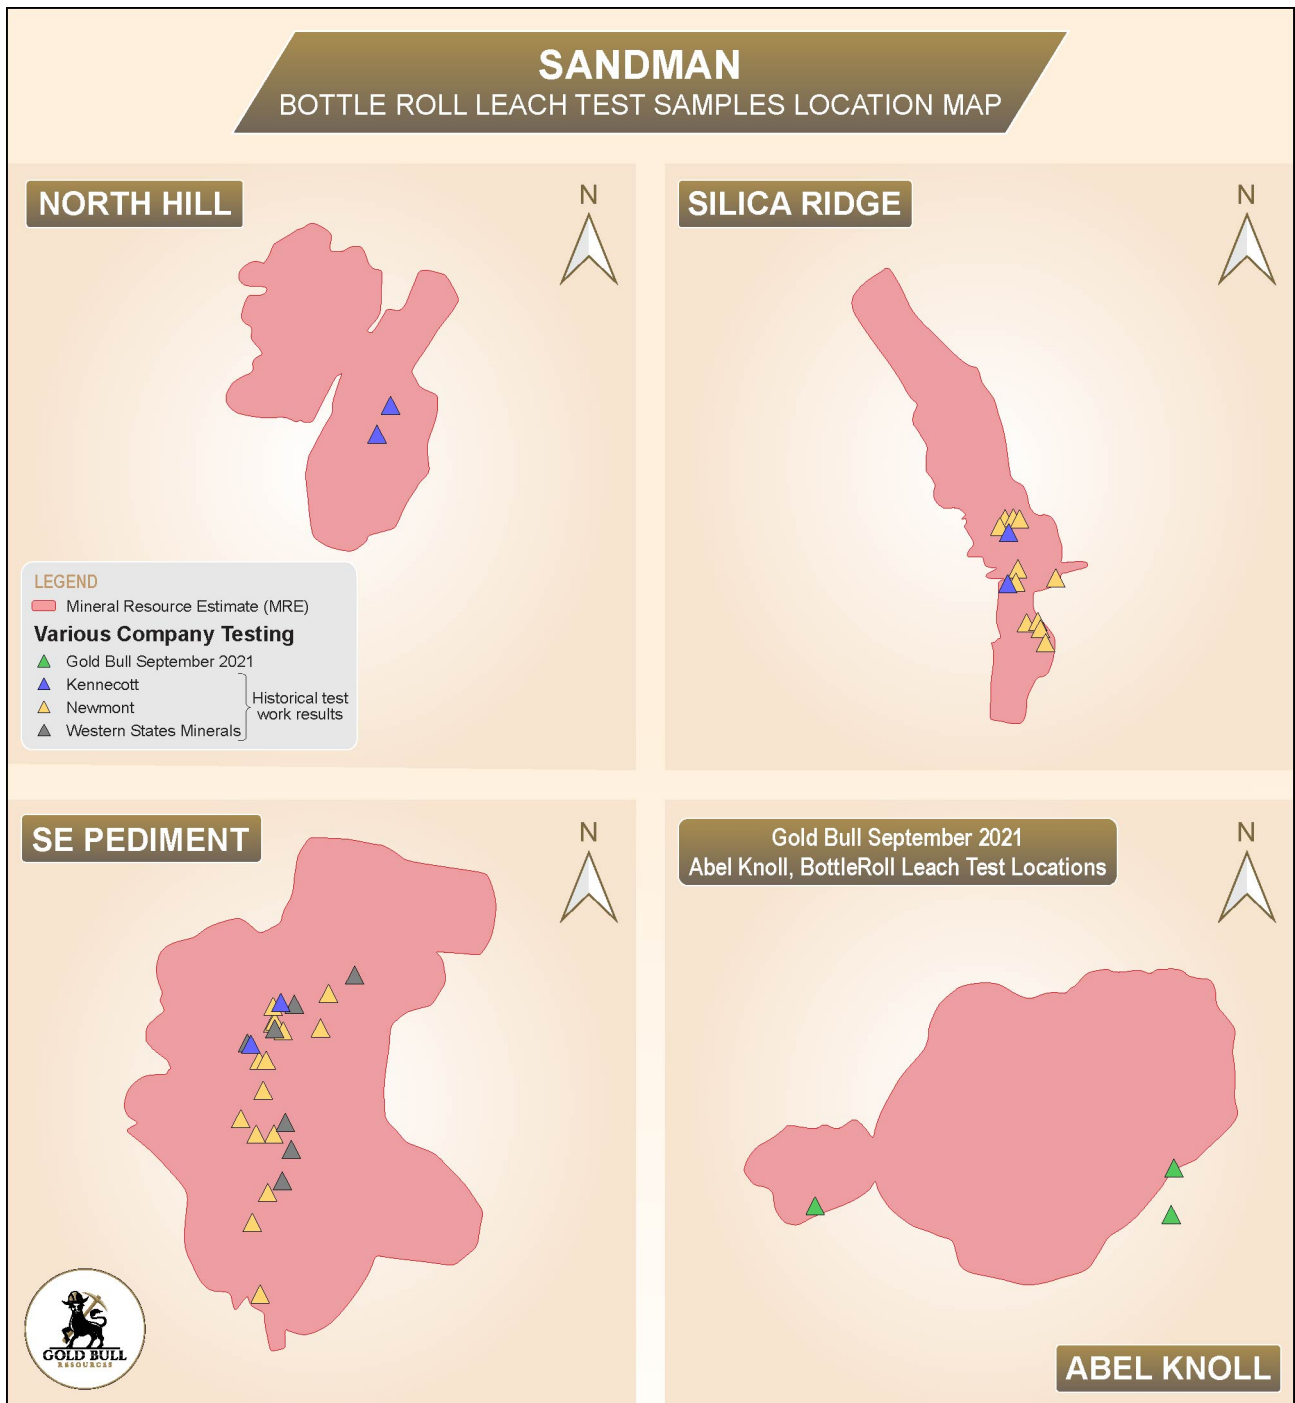 SANDMAN
BOTTLE ROLL LEACH TEST SAMPLES LOCATION MAP
NORTH HILL
N
SILICA RIDGE
N
LEGEND
Mineral Resource Estimate (MRE)
Various Company Testing
Gold Bull September 2021
Kennecott
Newmont
Western States Minerals
Historical test
work results
SE PEDIMENT
N
Gold Bull September 2021
Abel Knoll, BottleRoll Leach Test Locations
N
GOLD BULL
RESOURCES
ABEL KNOLL